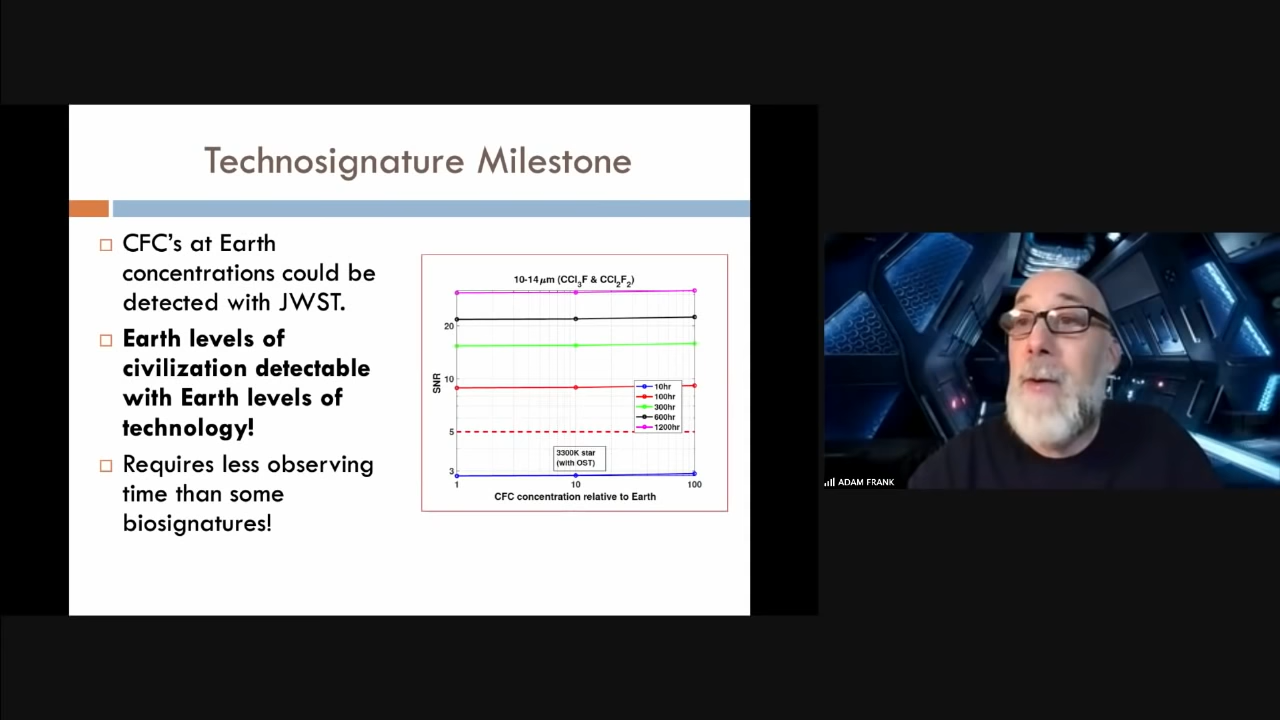 Technosignature Milestone
CFC's at Earth
concentrations could be
detected with JWST.
Earth levels of
civilization detectable
with Earth levels of
technology!
Requires less observing
time than some
biosignatures!
10-14 μm (CCl3F & CCl2F2)
SNR
20
10
5
3
10hr
100hr
300hr
600hr
1200hr
3300K star
(with OST)
1 10 100
CFC concentration relative to Earth
ADAM FRANK